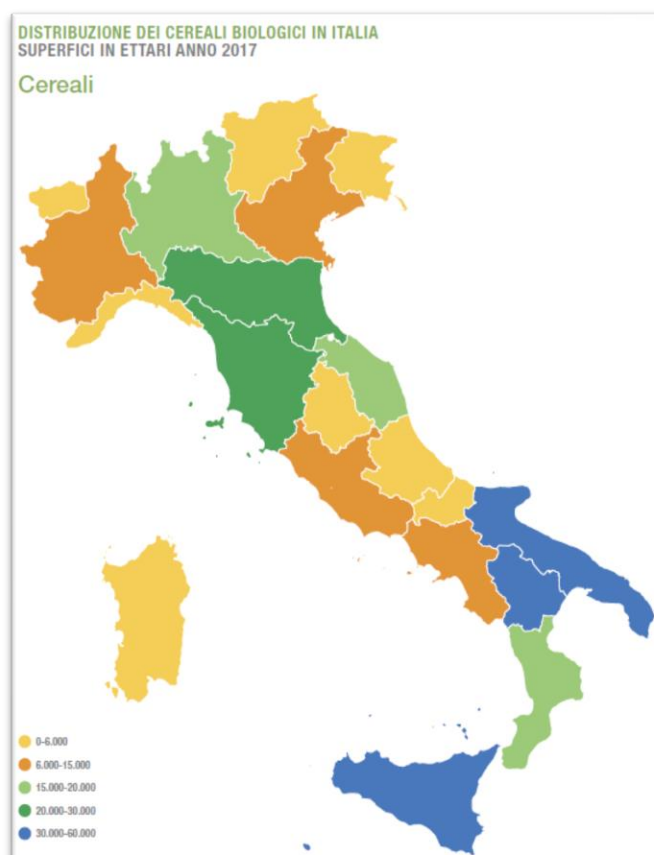 DISTRIBUZIONE DEI CEREALI BIOLOGICI IN ITALIA
SUPERFICI IN ETTARI ANNO 2017
Cereali
0-6.000
6.000-15.000
15.000-20.000
20.000-30.000
30.000-60.000